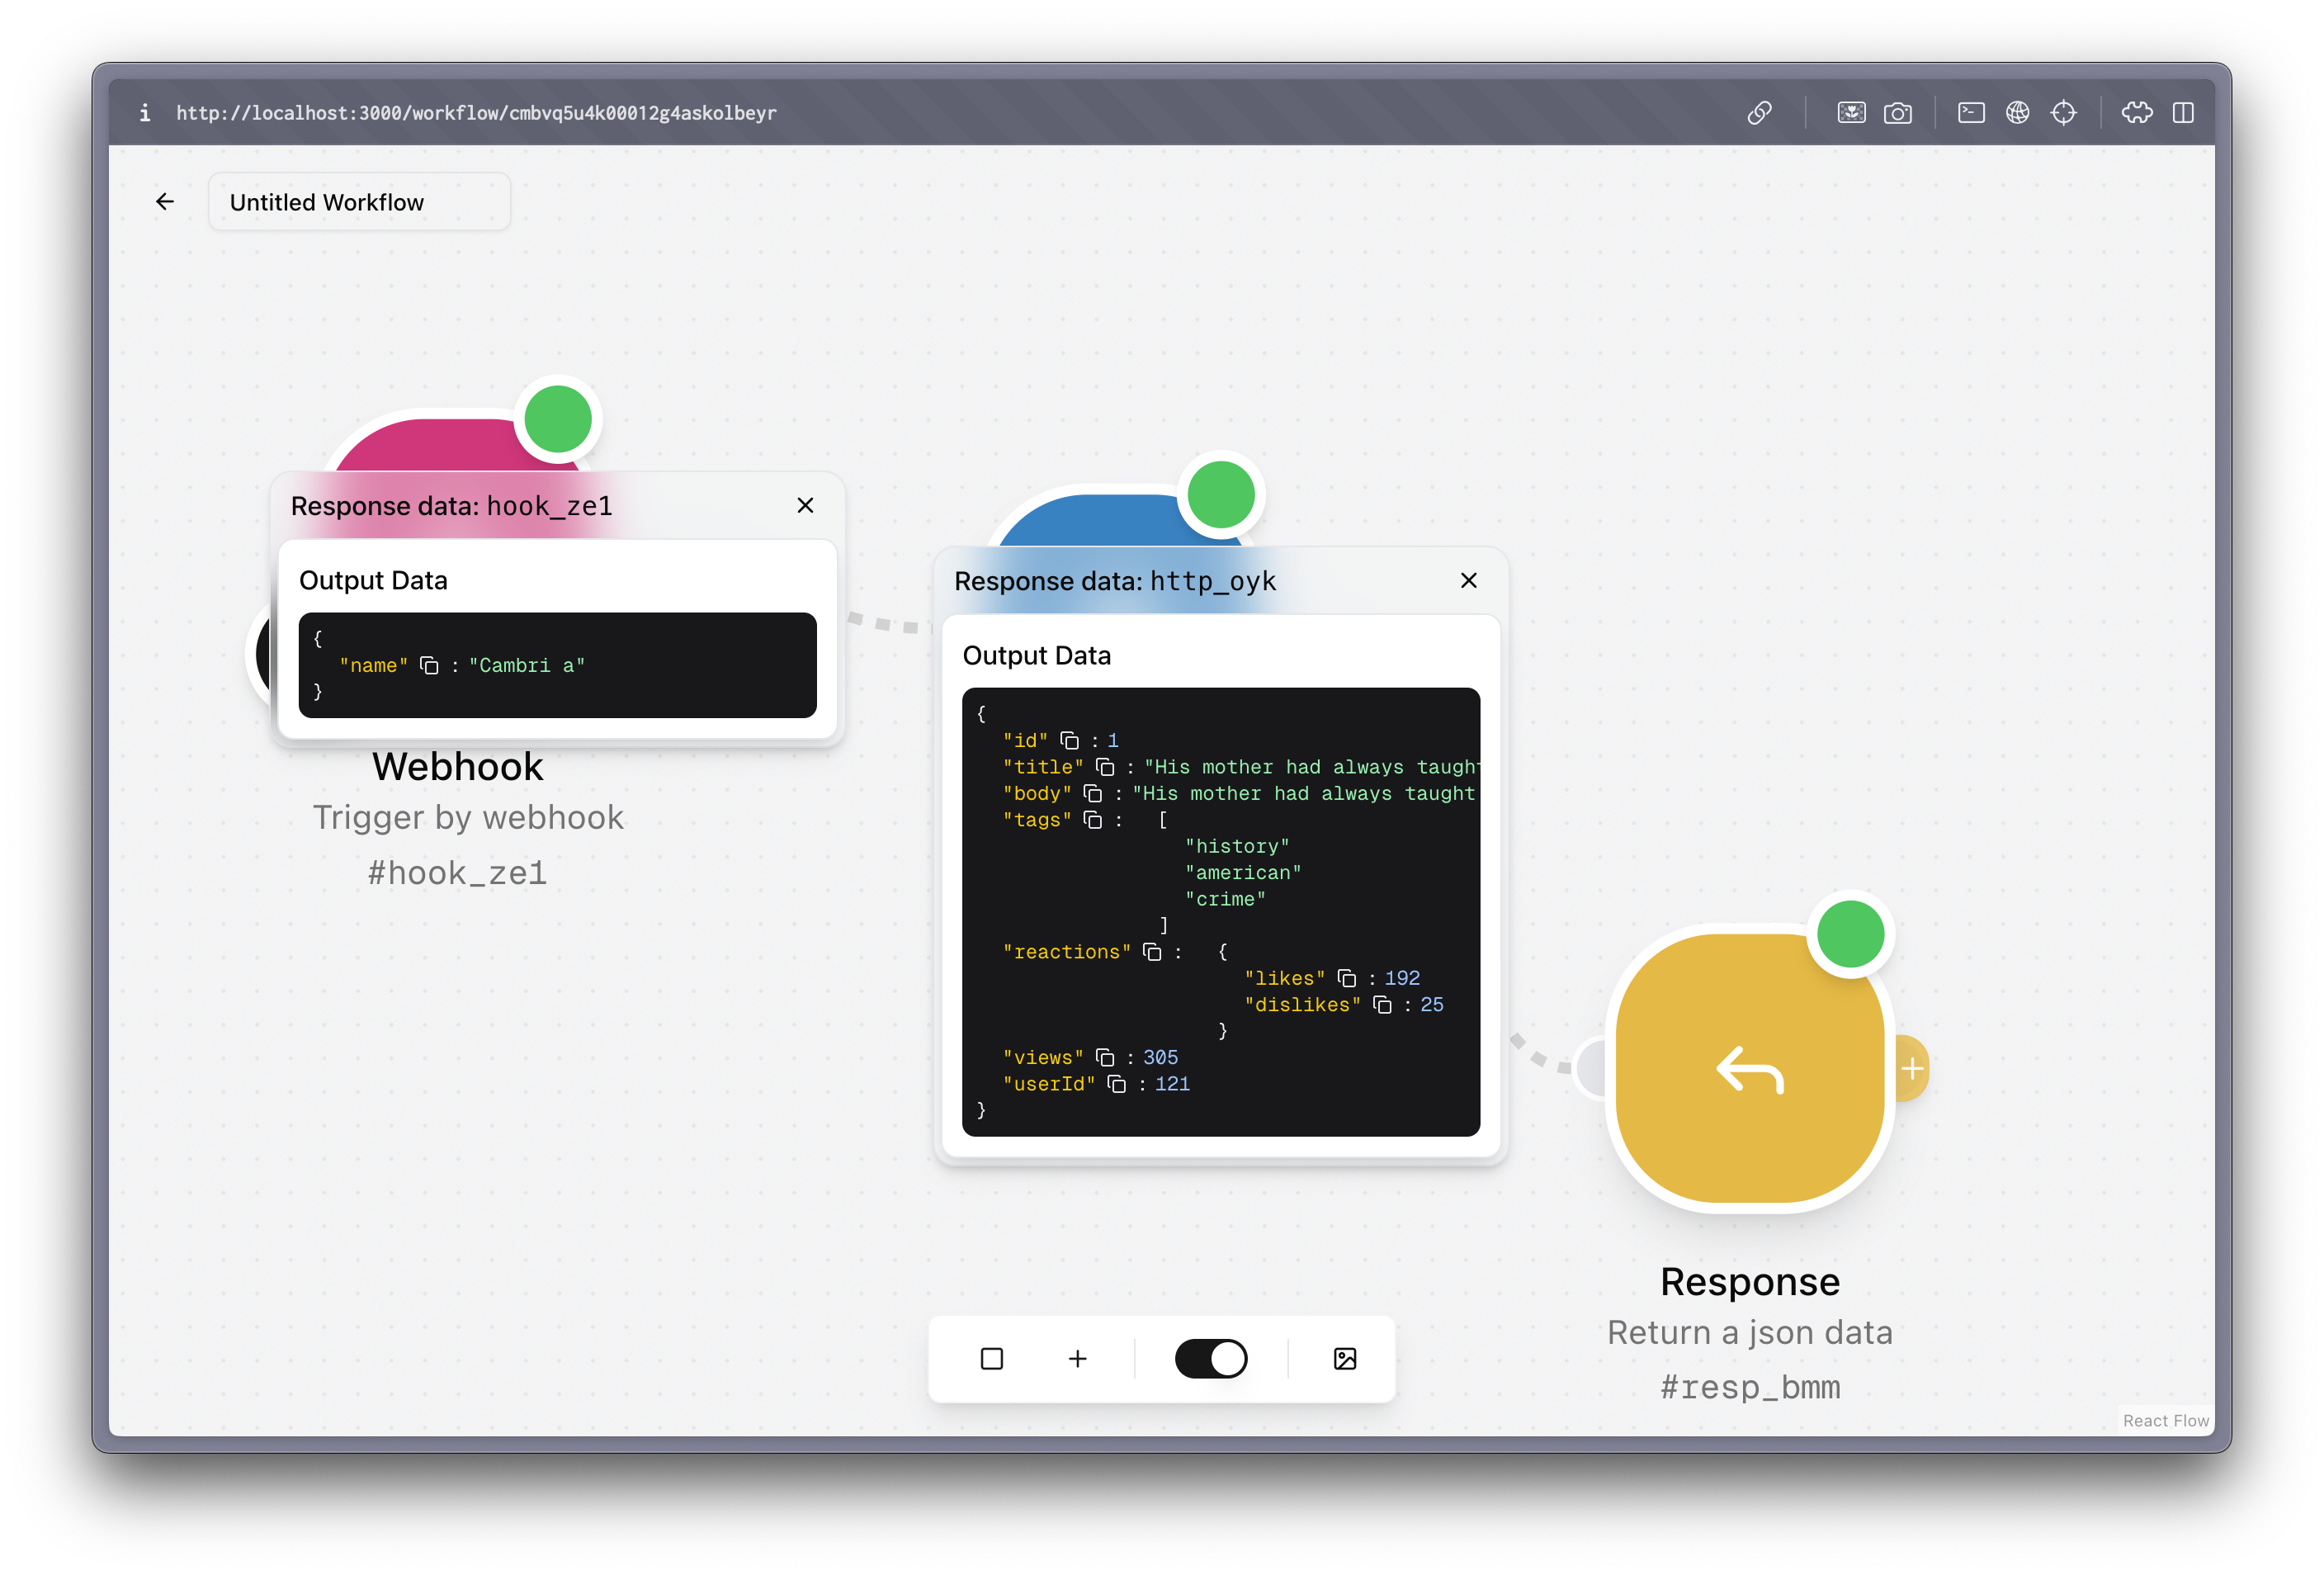 http://localhost:3000/workflow/cmbvq5u4k00012g4askolbeyr
Untitled Workflow
Response data: hook_ze1
Output Data
{
"name" : "Cambri a"
}
Webhook
Trigger by webhook
#hook_ze1
Response data: http_oyk
Output Data
{
"id" : 1
"title" : "His mother had always taught
"body" : "His mother had always taught
"tags" : [
"history"
"american"
"crime"
]
"reactions" : {
"likes" : 192
"dislikes" : 25
}
"views" : 305
"userId" : 121
}
Response
Return a json data
#resp_bmm
React Flow